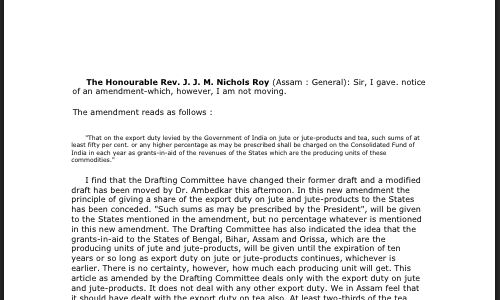 The Honourable Rev. J. J. M. Nichols Roy (Assam : General): Sir, I gave. notice
of an amendment-which, however, I am not moving.
The amendment reads as follows :
"That on the export duty levied by the Government of India on jute or jute-products and tea, such sums of at
least fifty per cent. or any higher percentage as may be prescribed shall be charged on the Consolidated Fund of
India in each year as grants-in-aid of the revenues of the States which are the producing units of these
commodities."
I find that the Drafting Committee have changed their former draft and a modified
draft has been moved by Dr. Ambedkar this afternoon. In this new amendment the
principle of giving a share of the export duty on jute and jute-products to the States
has been conceded. "Such sums as may be prescribed by the President", will be given
to the States mentioned in the amendment, but no percentage whatever is mentioned
in this new amendment. The Drafting Committee has also indicated the idea that the
grants-in-aid to the States of Bengal, Bihar, Assam and Orissa, which are the
producing units of jute and jute-products, will be given until the expiration of ten
years or so long as export duty on jute or jute-products continues, whichever is
earlier. There is no certainty, however, how much each producing unit will get. This
article as amended by the Drafting Committee deals only with the export duty on jute
and jute-products. It does not deal with any other export duty. We in Assam feel that
it should have dealt with the export duty on tea also. At least two-thirds of the tea